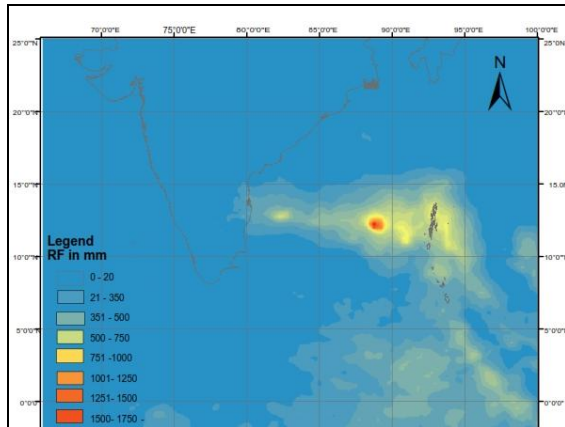 70°0'0"E 75°0'0"E 80°0'0"E 85°0'0"E 90°0'0"E 95°0'0"E 100°0'0"E
25°0'0"N 25°0'0"N
N
20°0'0"N 20°0'0"N
15°0'0"N 15°0'0"N
Legend
RF in mm
10°0'0"N 10°0'0"N
0 - 20
21 - 350
351 - 500
5°0'0"N 5°0'0"N
500 - 750
751 -1000
1001- 1250
0°0'0" 0°0'0"
1251- 1500
1500- 1750 -